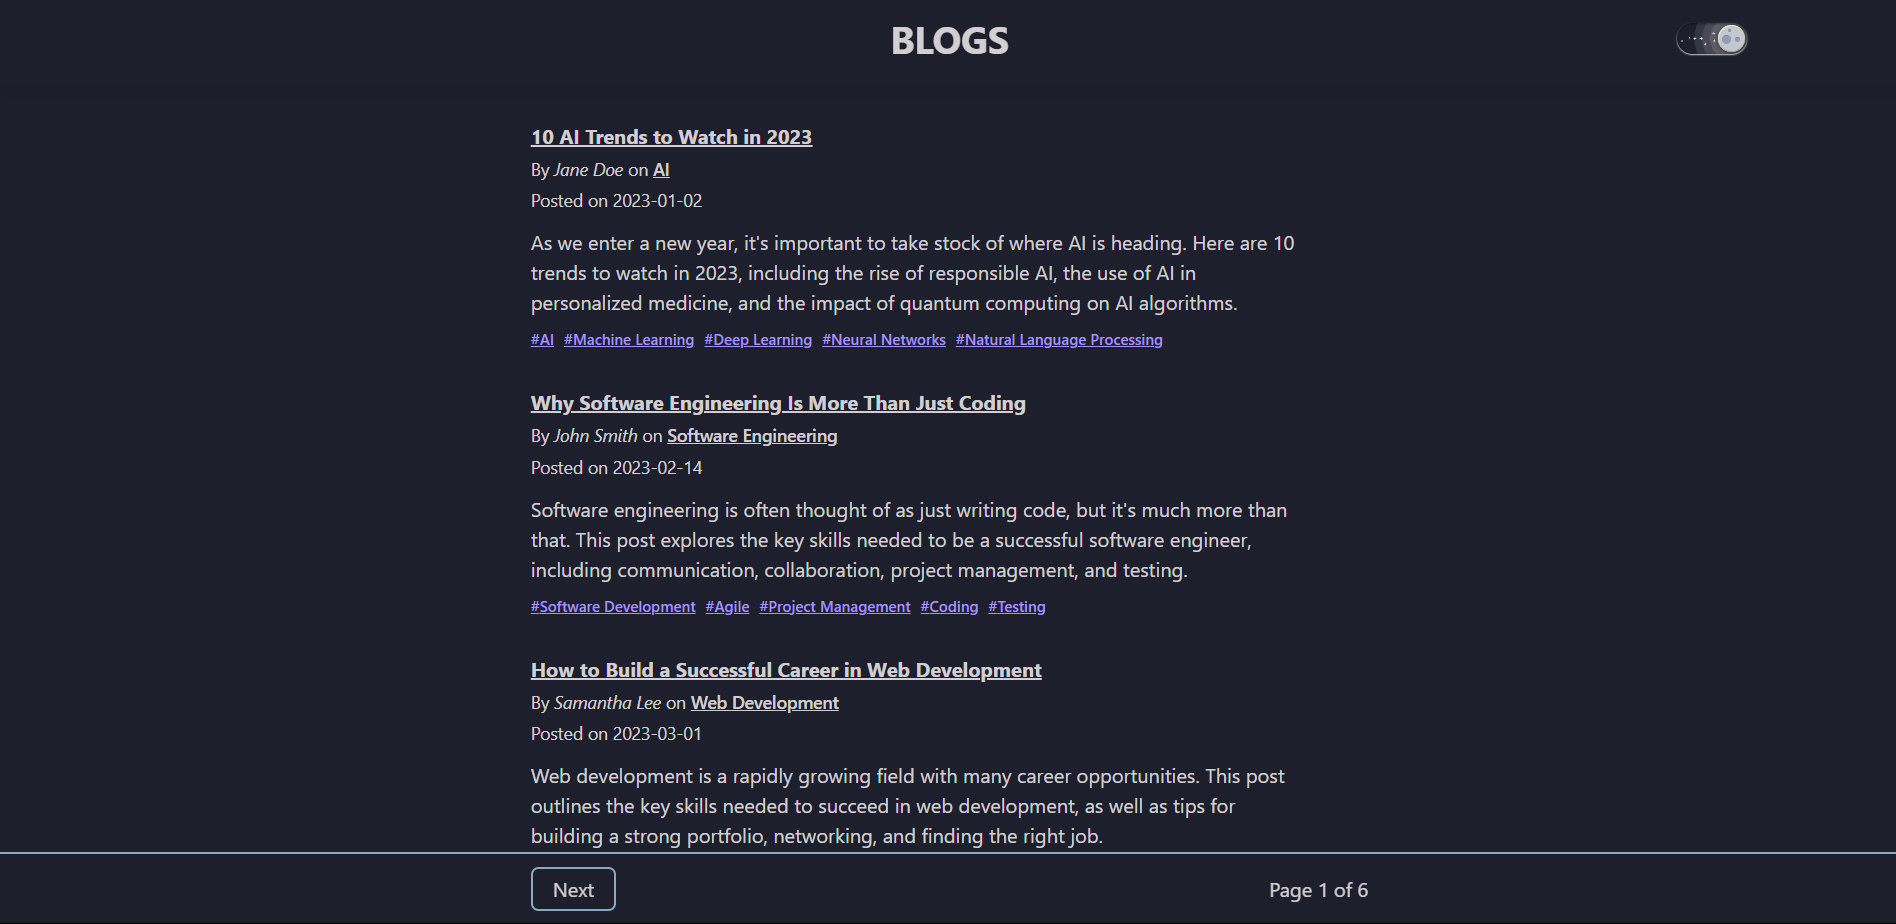 BLOGS
10 AI Trends to Watch in 2023
By Jane Doe on AI
Posted on 2023-01-02
As we enter a new year, it's important to take stock of where AI is heading. Here are 10
trends to watch in 2023, including the rise of responsible AI, the use of AI in
personalized medicine, and the impact of quantum computing on AI algorithms.
#AI #Machine Learning #Deep Learning #Neural Networks #Natural Language Processing
Why Software Engineering Is More Than Just Coding
By John Smith on Software Engineering
Posted on 2023-02-14
Software engineering is often thought of as just writing code, but it's much more than
that. This post explores the key skills needed to be a successful software engineer,
including communication, collaboration, project management, and testing.
#Software Development #Agile #Project Management #Coding #Testing
How to Build a Successful Career in Web Development
By Samantha Lee on Web Development
Posted on 2023-03-01
Web development is a rapidly growing field with many career opportunities. This post
outlines the key skills needed to succeed in web development, as well as tips for
building a strong portfolio, networking, and finding the right job.
Next
Page 1 of 6